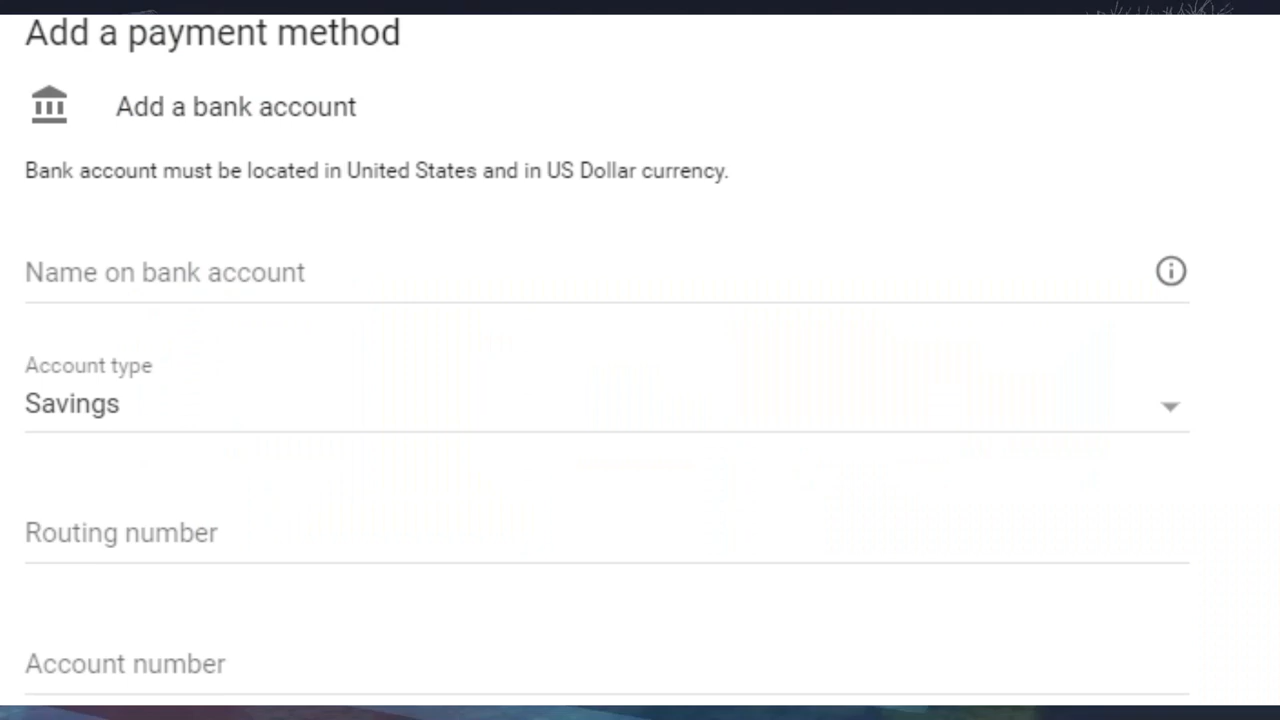 Add a payment method
Add a bank account
Bank account must be located in United States and in US Dollar currency.
Name on bank account
Account type
Savings
Routing number
Account number